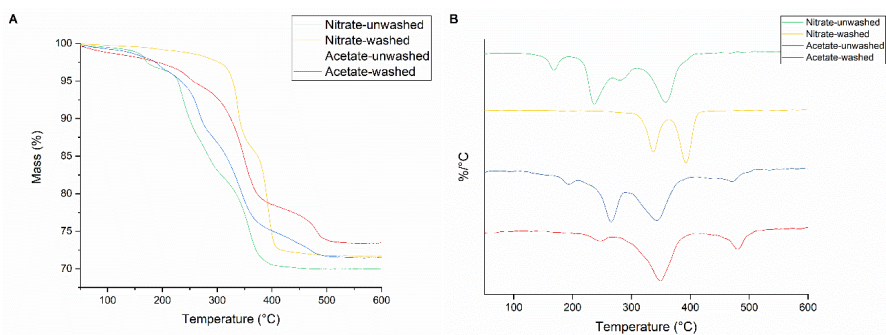 A
Nitrate-unwashed
Nitrate-washed
Acetate-unwashed
Acetate-washed
100
95
90
85
80
75
70
Mass (%)
100
200
300
400
500
600
Temperature (°C)
B
Nitrate-unwashed
Nitrate-washed
Acetate-unwashed
Acetate-washed
%/°C
100
200
300
400
500
600
Temperature (°C)